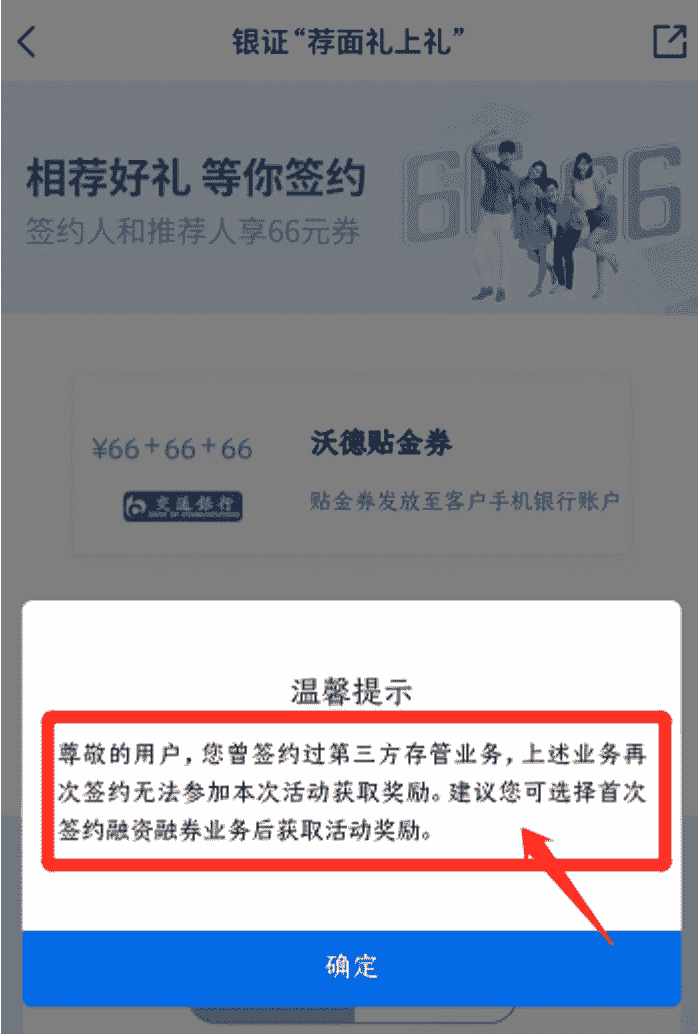 银证“荐面礼上礼”
相荐好礼 等你签约
签约人和推荐人享66元券
66 66
¥66+66+66
沃德贴金券
交通银行
贴金券发放至客户手机银行账户
温馨提示
尊敬的用户，您曾签约过第三方存管业务，上述业务再
次签约无法参加本次活动获取奖励。建议您可选择首次
签约融资融券业务后获取活动奖励。
确定